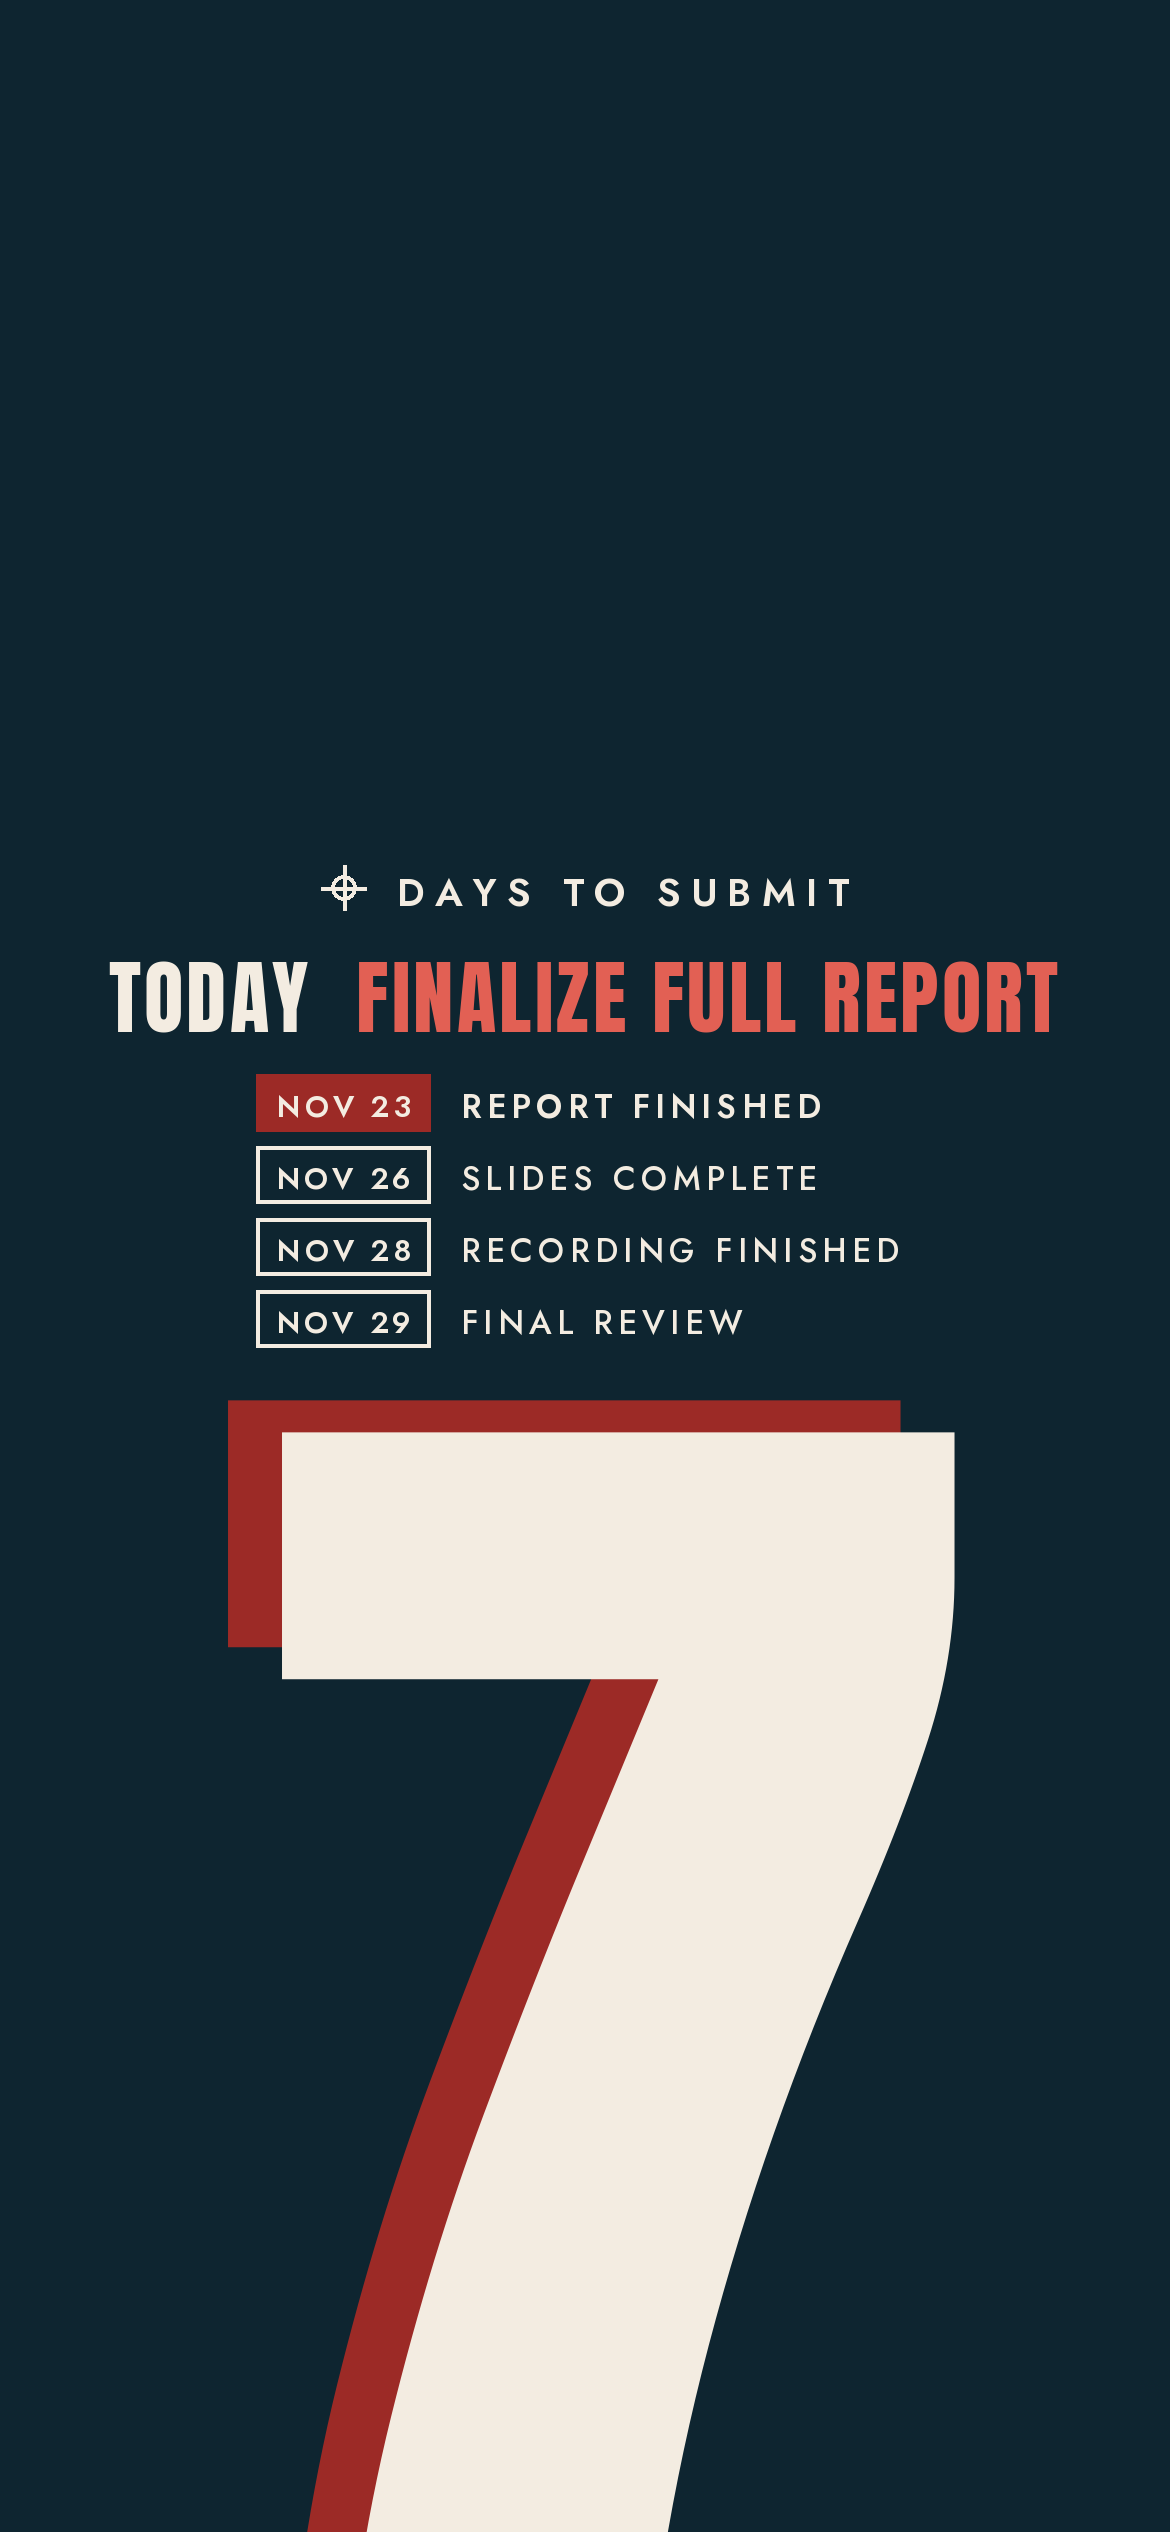 DAYS TO SUBMIT
TODAY FINALIZE FULL REPORT
NOV 23 REPORT FINISHED
NOV 26 SLIDES COMPLETE
NOV 28 RECORDING FINISHED
NOV 29 FINAL REVIEW
7